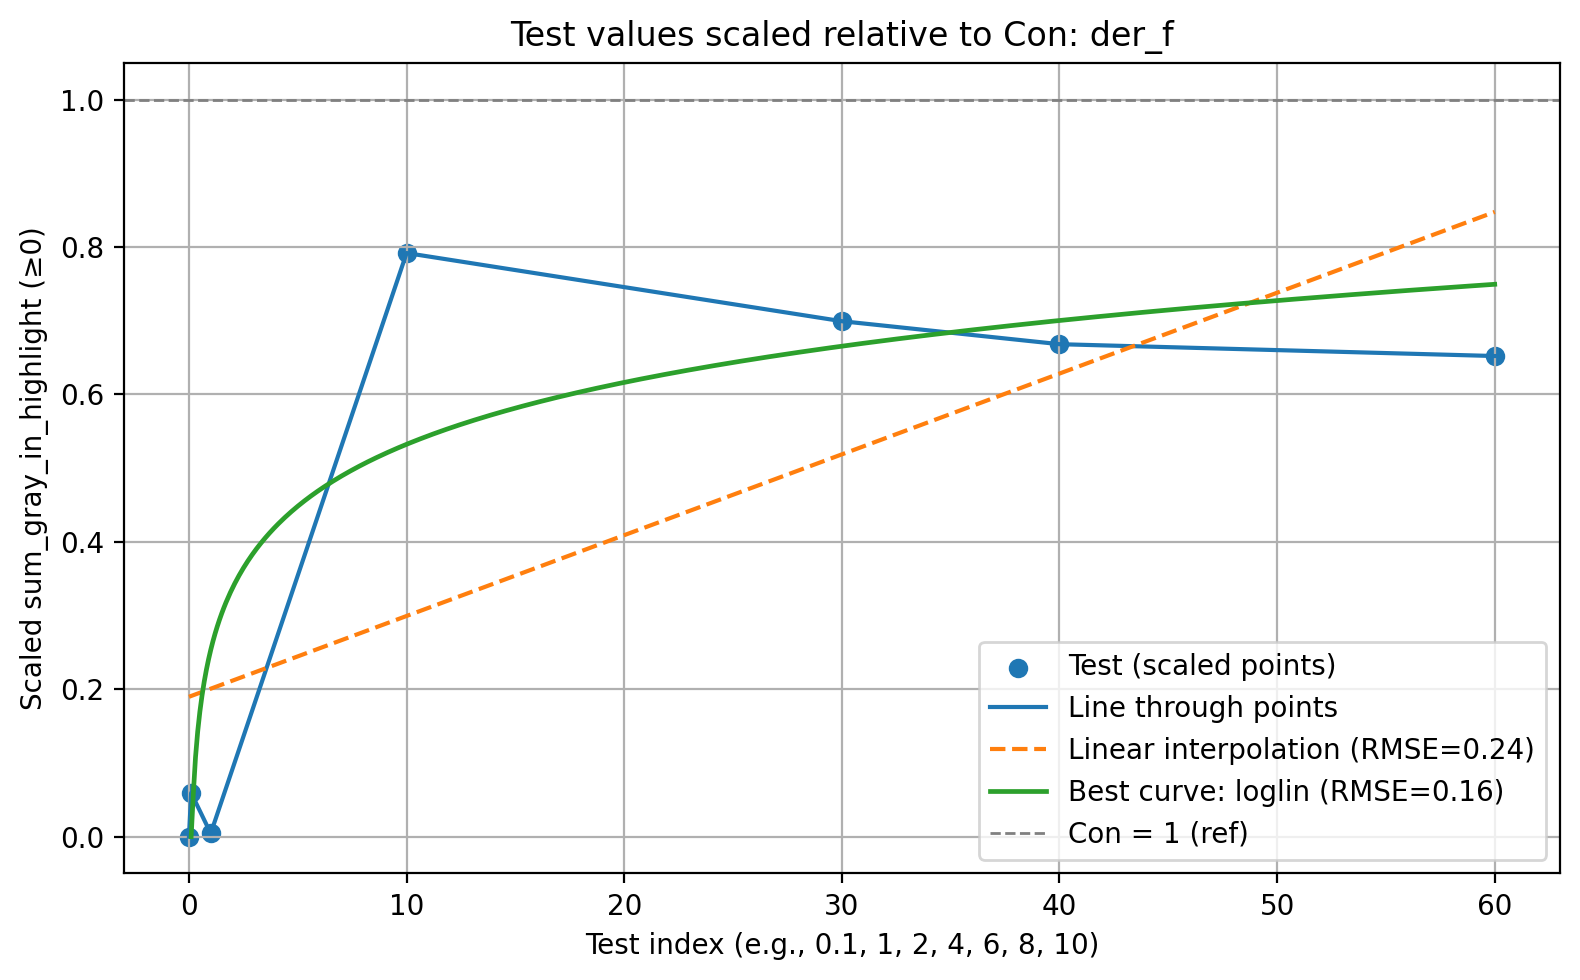 Test values scaled relative to Con: der_f
Scaled sum_gray_in_highlight (≥0)
1.0
0.8
0.6
0.4
0.2
0.0
Test (scaled points)
Line through points
Linear interpolation (RMSE=0.24)
Best curve: loglin (RMSE=0.16)
Con = 1 (ref)
0 10 20 30 40 50 60
Test index (e.g., 0.1, 1, 2, 4, 6, 8, 10)